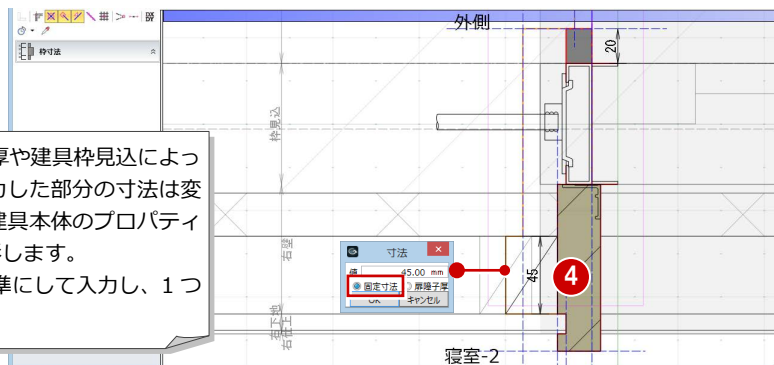 外側
20
枠寸法
枠見込
厚や建具枠見込によっ
力した部分の寸法は変
建具本体のプロパティ
します。
準にして入力し、１つ
右壁
寸法
値 45.00 mm
固定寸法 扉障子厚
OK キャンセル
45
4
右下地
右仕上
寝室-2